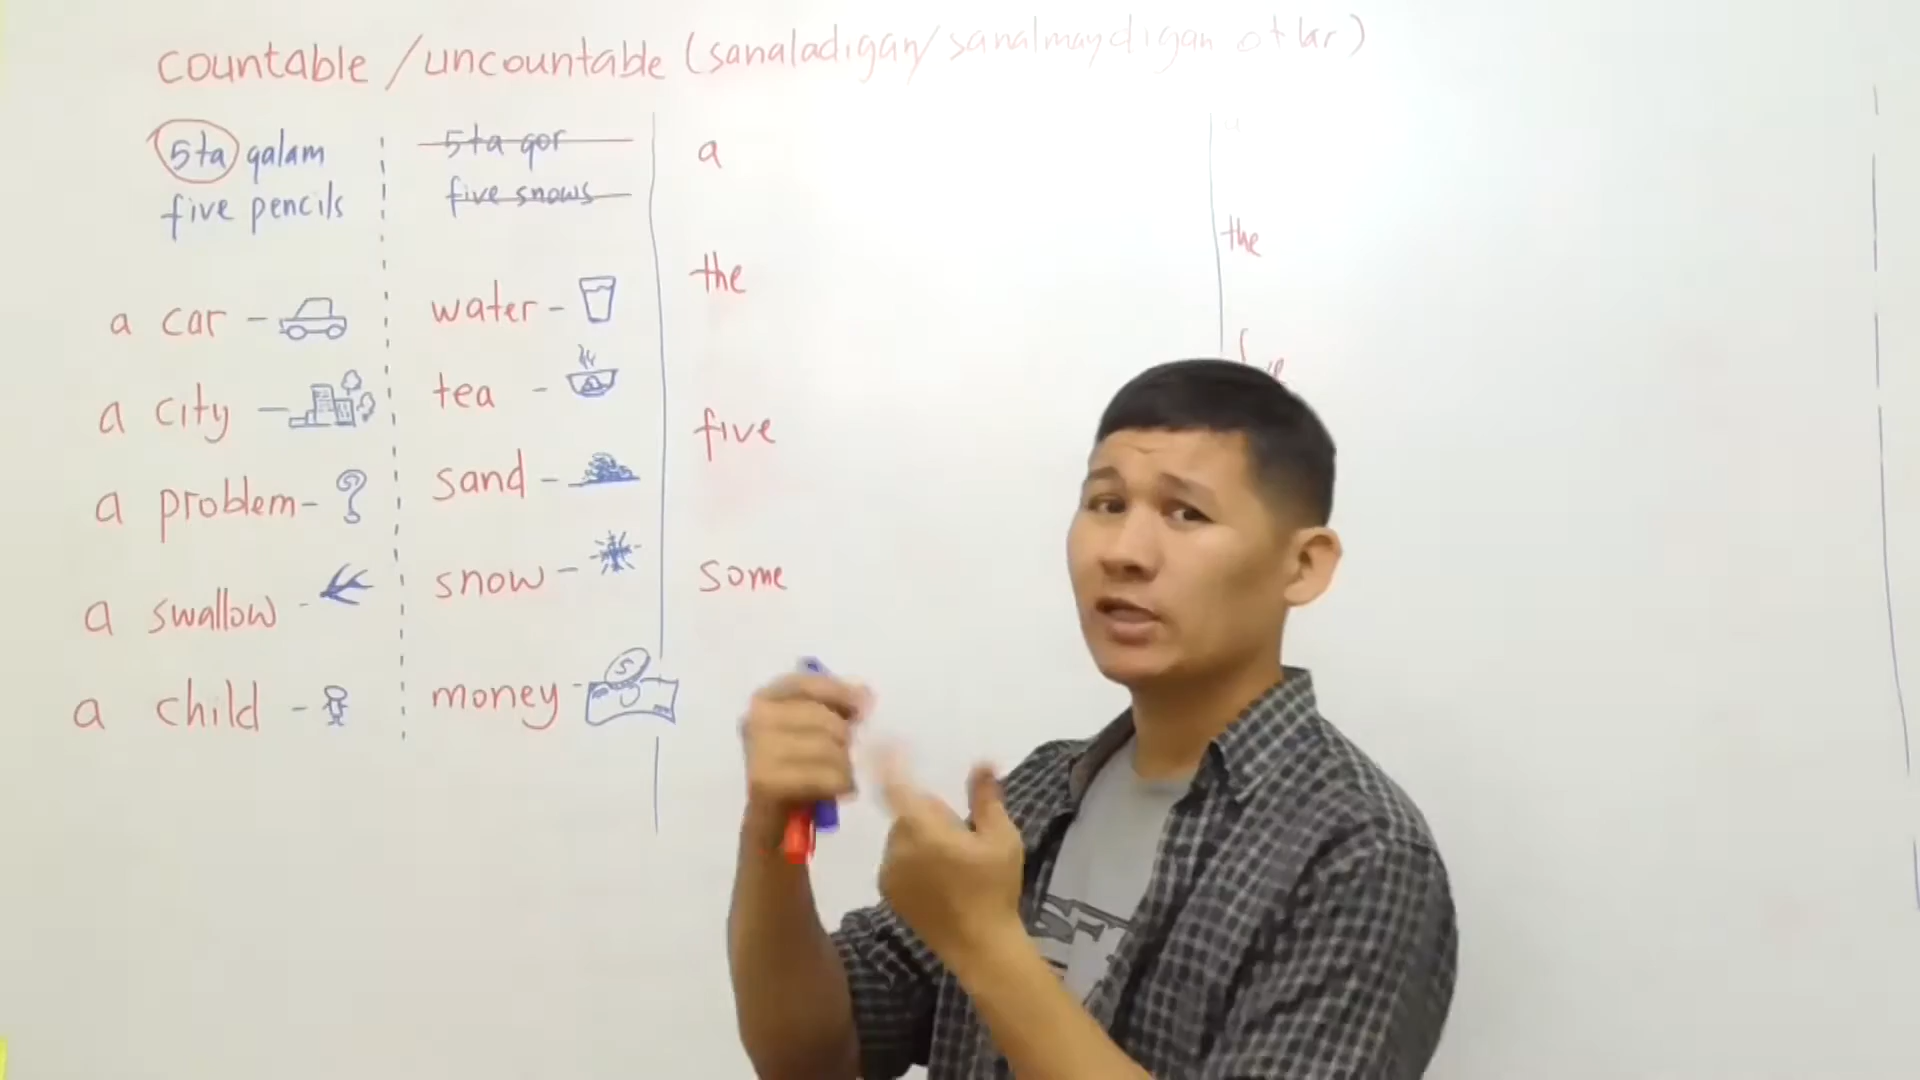 countable / uncountable (sanaladigan/sanalmaydigan otlar)
5ta qalam
five pencils
5ta qor
five snows
a car -
a city -
a problem -
a swallow -
a child -
water -
tea -
sand -
snow -
money -
a
the
five
some
the